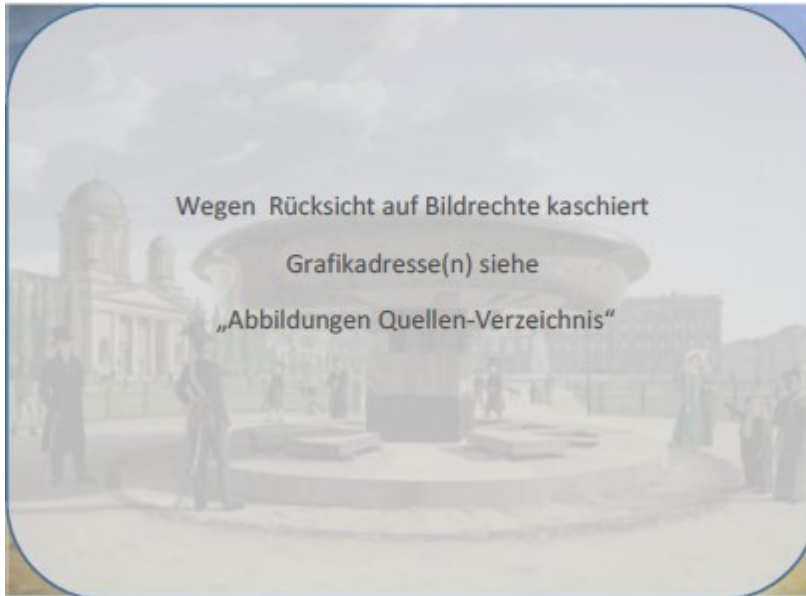 Wegen Rücksicht auf Bildrechte kaschiert
Grafikadresse(n) siehe
„Abbildungen Quellen-Verzeichnis“